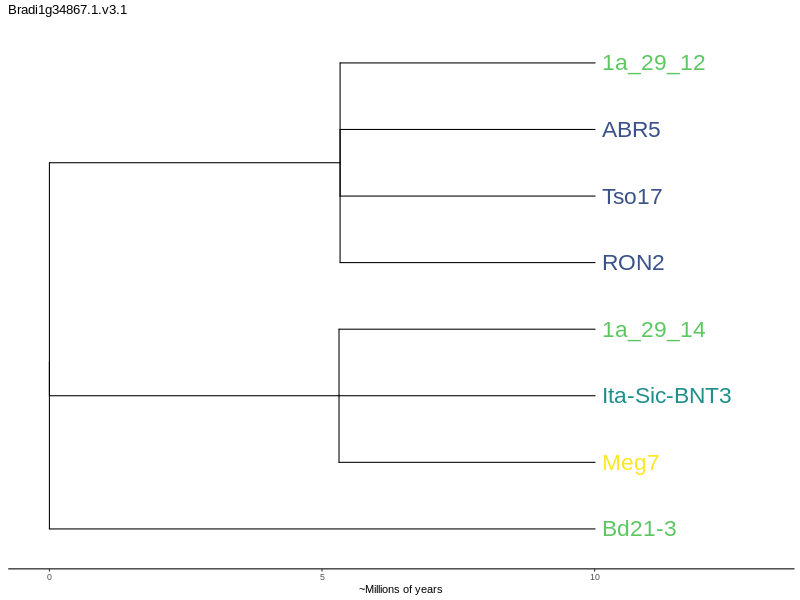 Bradi1g34867.1.v3.1
1a_29_12
ABR5
Tso17
RON2
1a_29_14
Ita-Sic-BNT3
Meg7
Bd21-3
0 5 10
~Millions of years